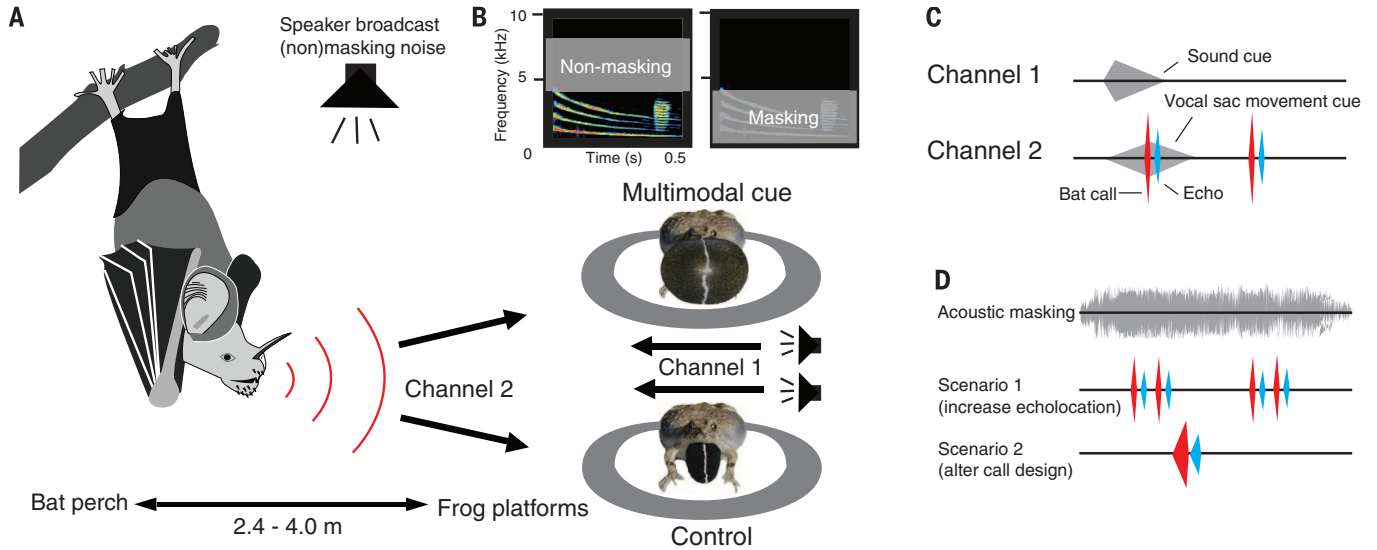 A
Speaker broadcast
(non)masking noise
Bat perch
2.4 - 4.0 m
Frog platforms
Channel 2
Multimodal cue
Channel 1
Control
B
Frequency (kHz)
10
5
0
Non-masking
Masking
Time (s)
0.5
C
Channel 1
Sound cue
Vocal sac movement cue
Channel 2
Bat call
Echo
D
Acoustic masking
Scenario 1
(increase echolocation)
Scenario 2
(alter call design)